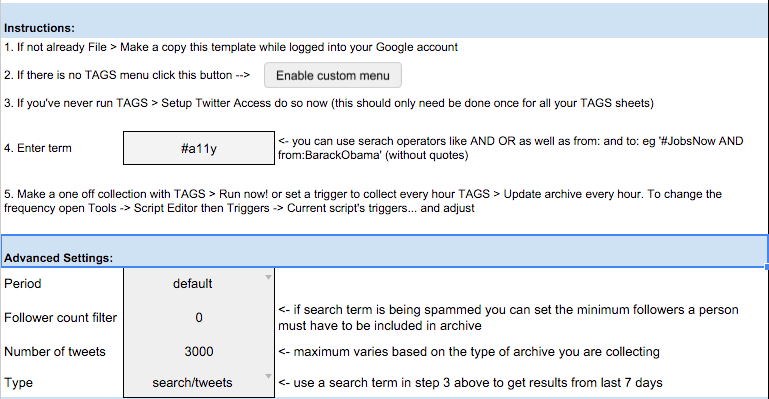 Instructions:
1. If not already File > Make a copy this template while logged into your Google account
2. If there is no TAGS menu click this button --> Enable custom menu
3. If you've never run TAGS > Setup Twitter Access do so now (this should only need be done once for all your TAGS sheets)
4. Enter term #a11y <- you can use serach operators like AND OR as well as from: and to: eg '#JobsNow AND
from:BarackObama' (without quotes)
5. Make a one off collection with TAGS > Run now! or set a trigger to collect every hour TAGS > Update archive every hour. To change the
frequency open Tools -> Script Editor then Triggers -> Current script's triggers... and adjust
Advanced Settings:
Period default
Follower count filter 0 <- if search term is being spammed you can set the minimum followers a person
must have to be included in archive
Number of tweets 3000 <- maximum varies based on the type of archive you are collecting
Type search/tweets <- use a search term in step 3 above to get results from last 7 days